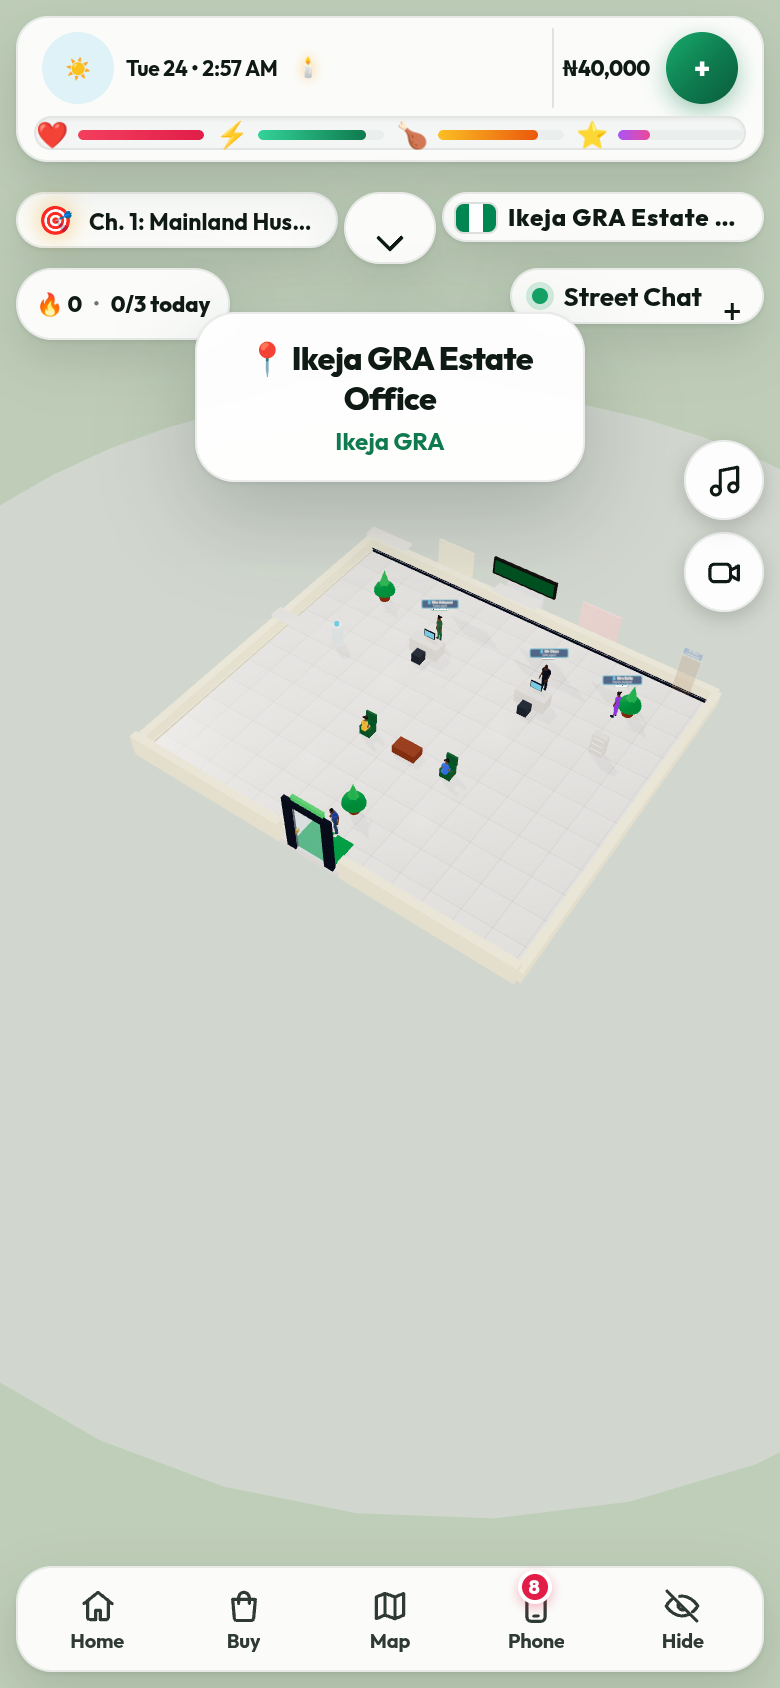 Tue 24 • 2:57 AM
₦40,000
+
Ch. 1: Mainland Hus...
Ikeja GRA Estate ...
0 • 0/3 today
Street Chat
+
Ikeja GRA Estate
Office
Ikeja GRA
Home
Buy
Map
8
Phone
Hide